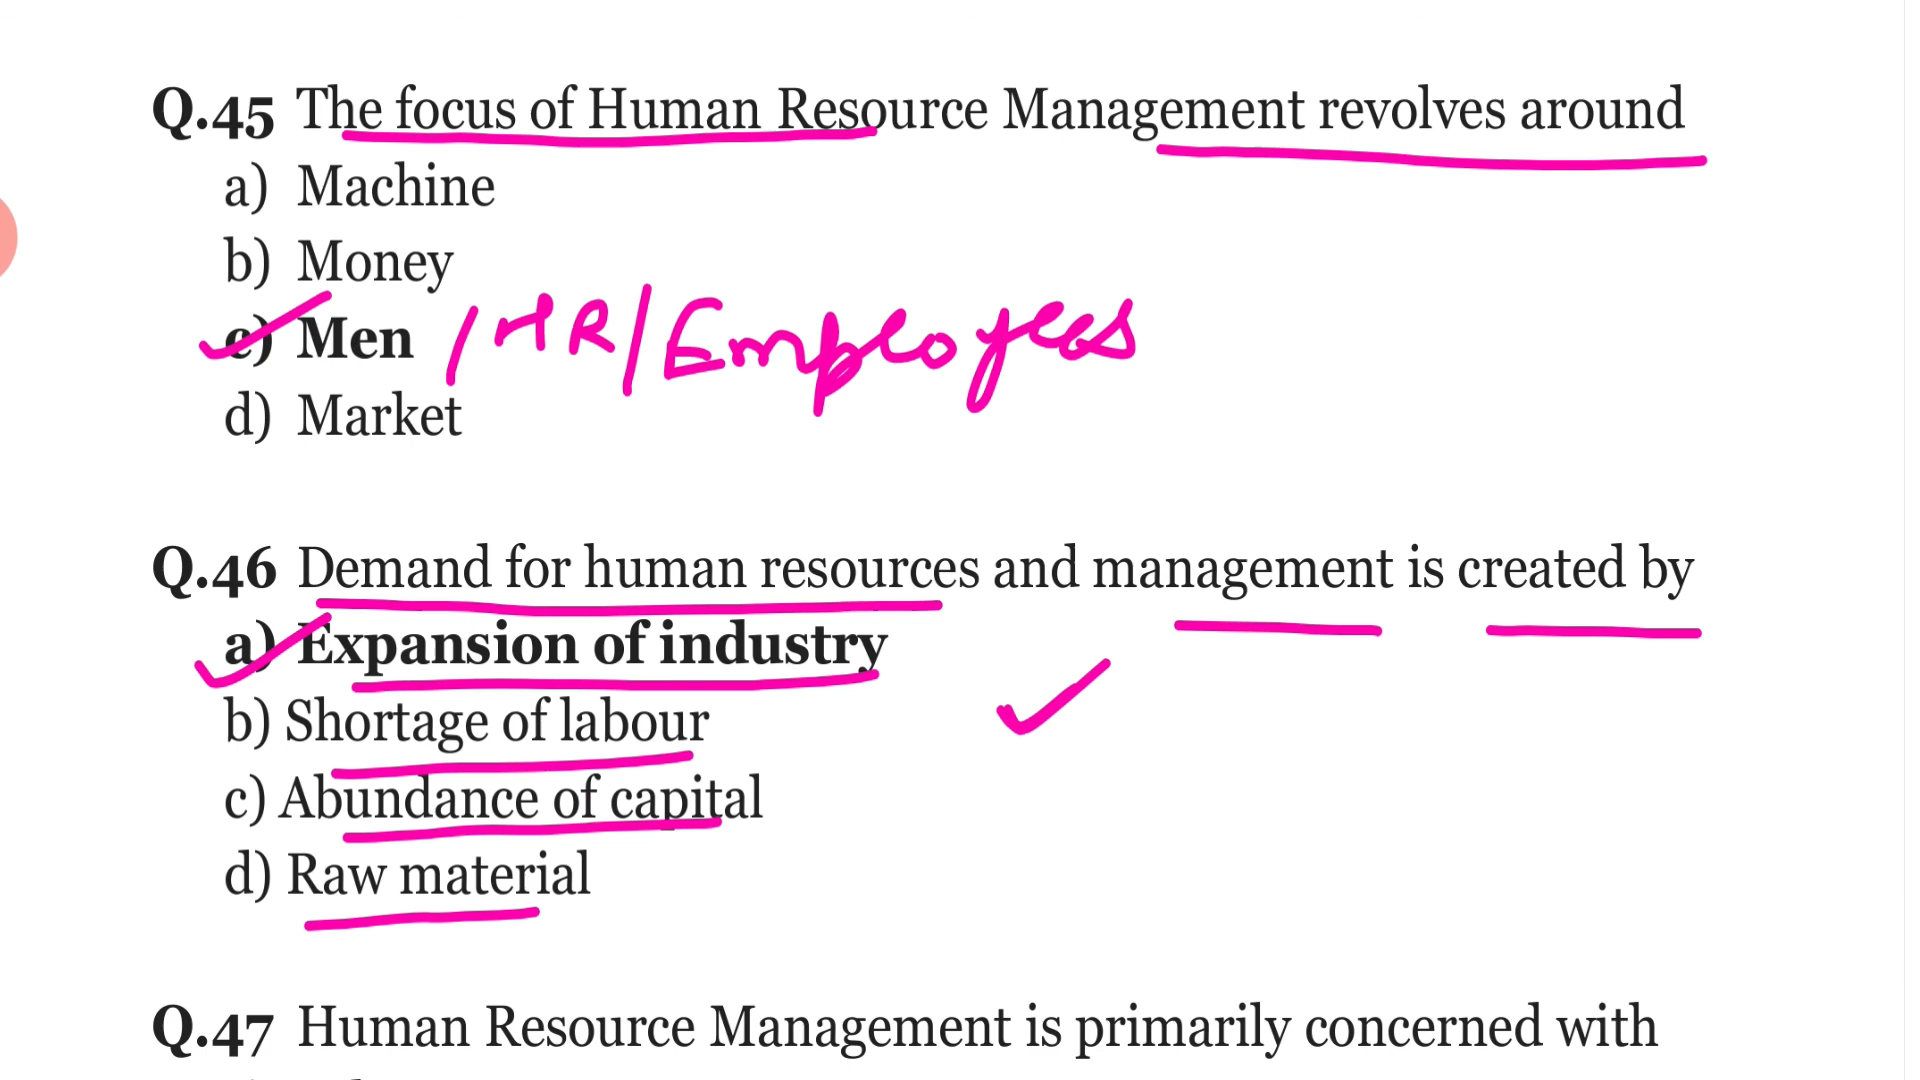 Q.45 The focus of Human Resource Management revolves around
a) Machine
b) Money
c) Men / HR / Employees
d) Market
Q.46 Demand for human resources and management is created by
a) Expansion of industry
b) Shortage of labour
c) Abundance of capital
d) Raw material
Q.47 Human Resource Management is primarily concerned with